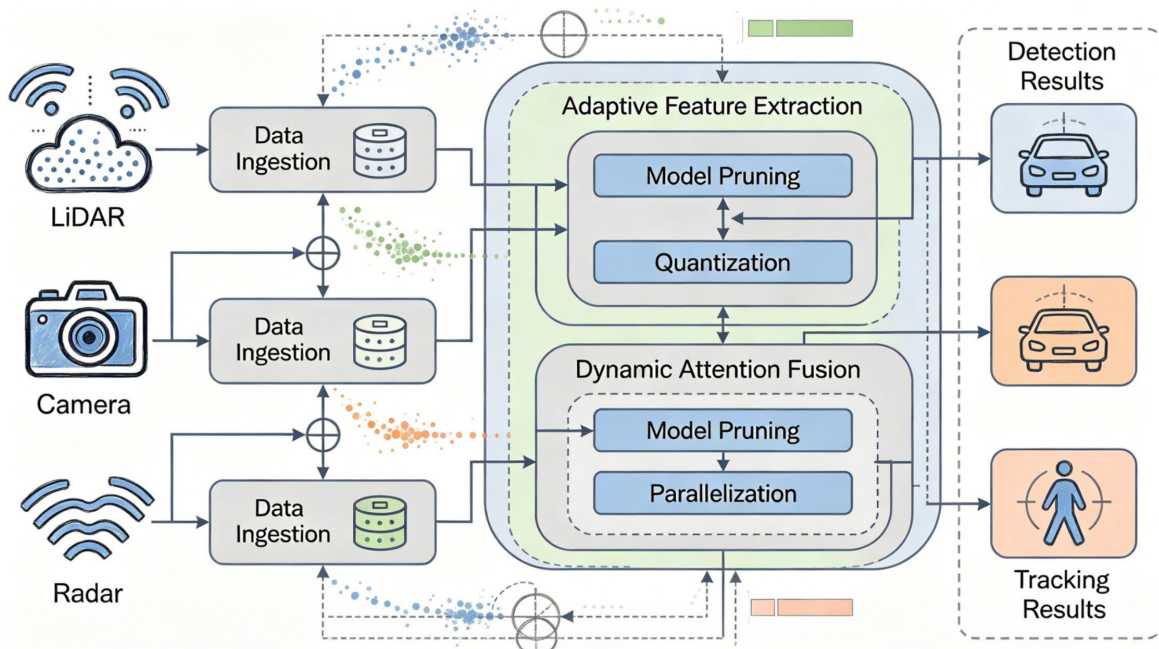 LiDAR
Camera
Radar
Data
Ingestion
Data
Ingestion
Data
Ingestion
Adaptive Feature Extraction
Model Pruning
Quantization
Dynamic Attention Fusion
Model Pruning
Parallelization
Detection
Results
Tracking
Results